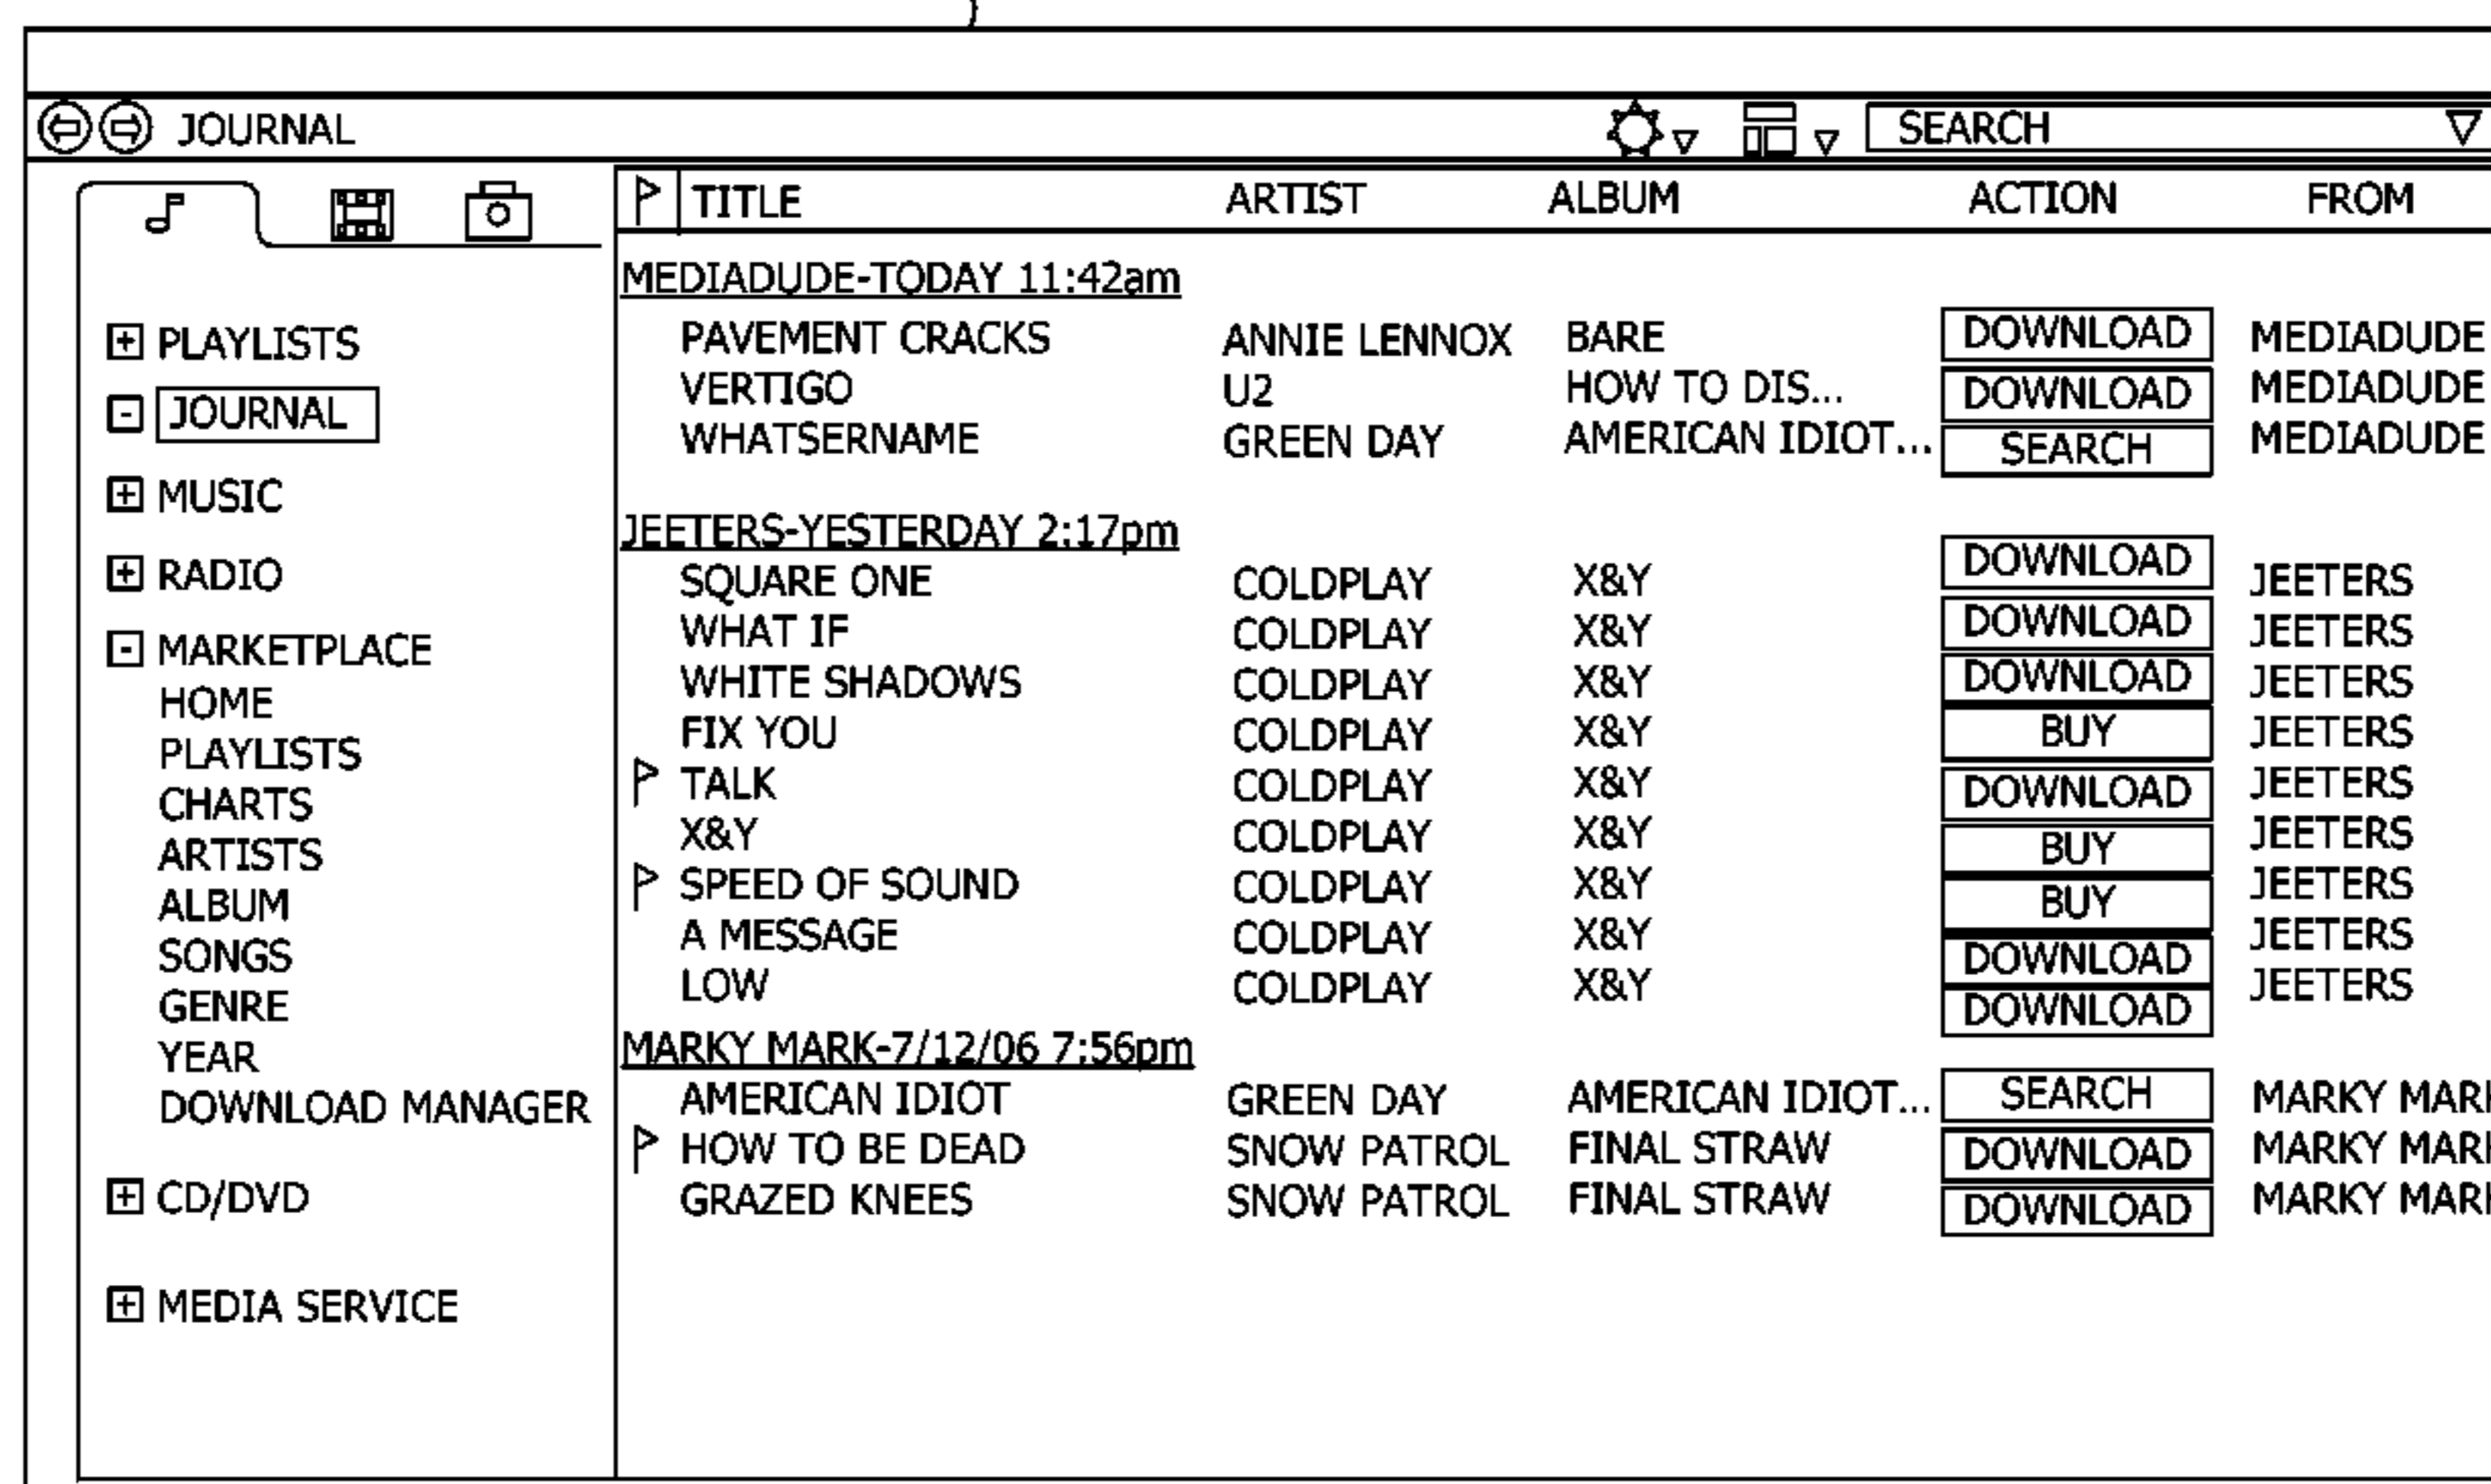 JOURNAL SEARCH
TITLE ARTIST ALBUM ACTION FROM
PLAYLISTS
JOURNAL
MUSIC
RADIO
MARKETPLACE
HOME
PLAYLISTS
CHARTS
ARTISTS
ALBUM
SONGS
GENRE
YEAR
DOWNLOAD MANAGER
CD/DVD
MEDIA SERVICE
MEDIADUDE-TODAY 11:42am
PAVEMENT CRACKS ANNIE LENNOX BARE DOWNLOAD MEDIADUDE
VERTIGO U2 HOW TO DIS... DOWNLOAD MEDIADUDE
WHATSERNAME GREEN DAY AMERICAN IDIOT... SEARCH MEDIADUDE
JEETERS-YESTERDAY 2:17pm
SQUARE ONE COLDPLAY X&Y DOWNLOAD JEETERS
WHAT IF COLDPLAY X&Y DOWNLOAD JEETERS
WHITE SHADOWS COLDPLAY X&Y DOWNLOAD JEETERS
FIX YOU COLDPLAY X&Y BUY JEETERS
TALK COLDPLAY X&Y DOWNLOAD JEETERS
X&Y COLDPLAY X&Y BUY JEETERS
SPEED OF SOUND COLDPLAY X&Y BUY JEETERS
A MESSAGE COLDPLAY X&Y DOWNLOAD JEETERS
LOW COLDPLAY X&Y DOWNLOAD JEETERS
MARKY MARK-7/12/06 7:56pm
AMERICAN IDIOT GREEN DAY AMERICAN IDIOT... SEARCH MARKY MARK
HOW TO BE DEAD SNOW PATROL FINAL STRAW DOWNLOAD MARKY MARK
GRAZED KNEES SNOW PATROL FINAL STRAW DOWNLOAD MARKY MARK